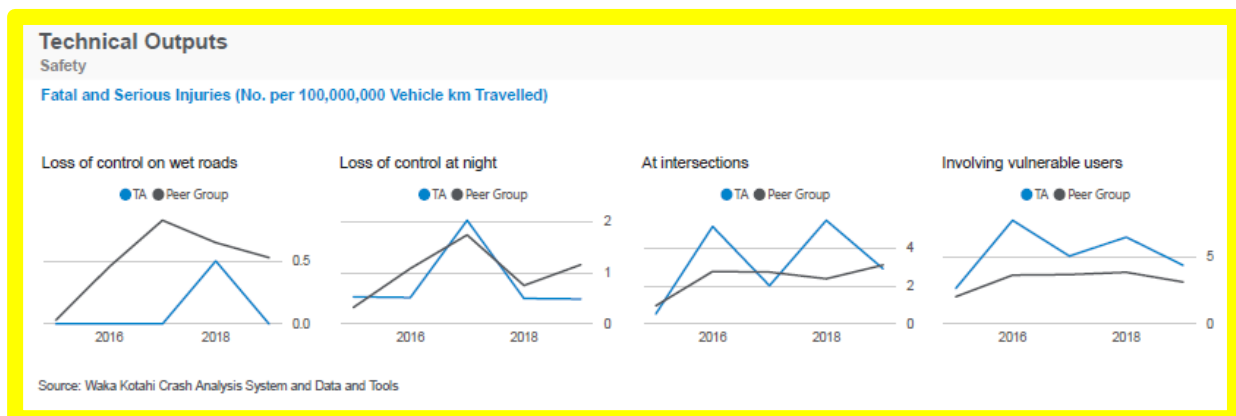 Technical Outputs
Safety
Fatal and Serious Injuries (No. per 100,000,000 Vehicle km Travelled)
Loss of control on wet roads
TA Peer Group
0.5
0.0
2016 2018
Loss of control at night
TA Peer Group
2
1
0
2016 2018
At intersections
TA Peer Group
4
2
0
2016 2018
Involving vulnerable users
TA Peer Group
5
0
2016 2018
Source: Waka Kotahi Crash Analysis System and Data and Tools